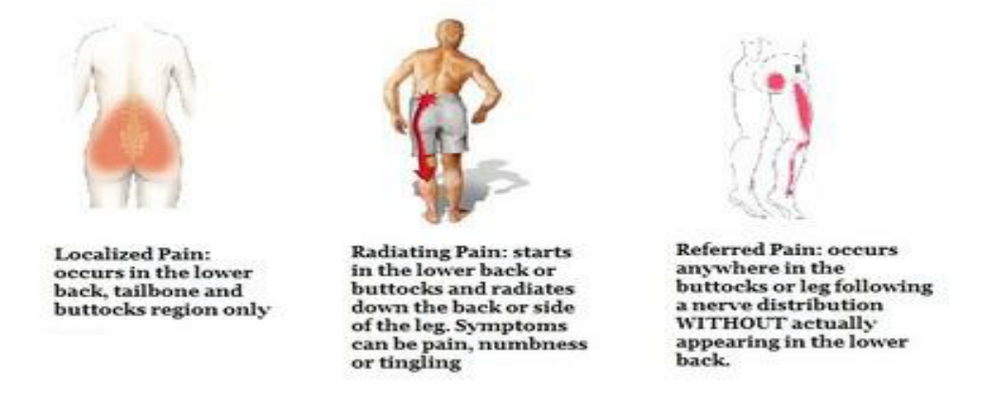 Localized Pain:
occurs in the lower
back, tailbone and
buttocks region only
Radiating Pain: starts
in the lower back or
buttocks and radiates
down the back or side
of the leg. Symptoms
can be pain, numbness
or tingling
Referred Pain: occurs
anywhere in the
buttocks or leg following
a nerve distribution
WITHOUT actually
appearing in the lower
back.